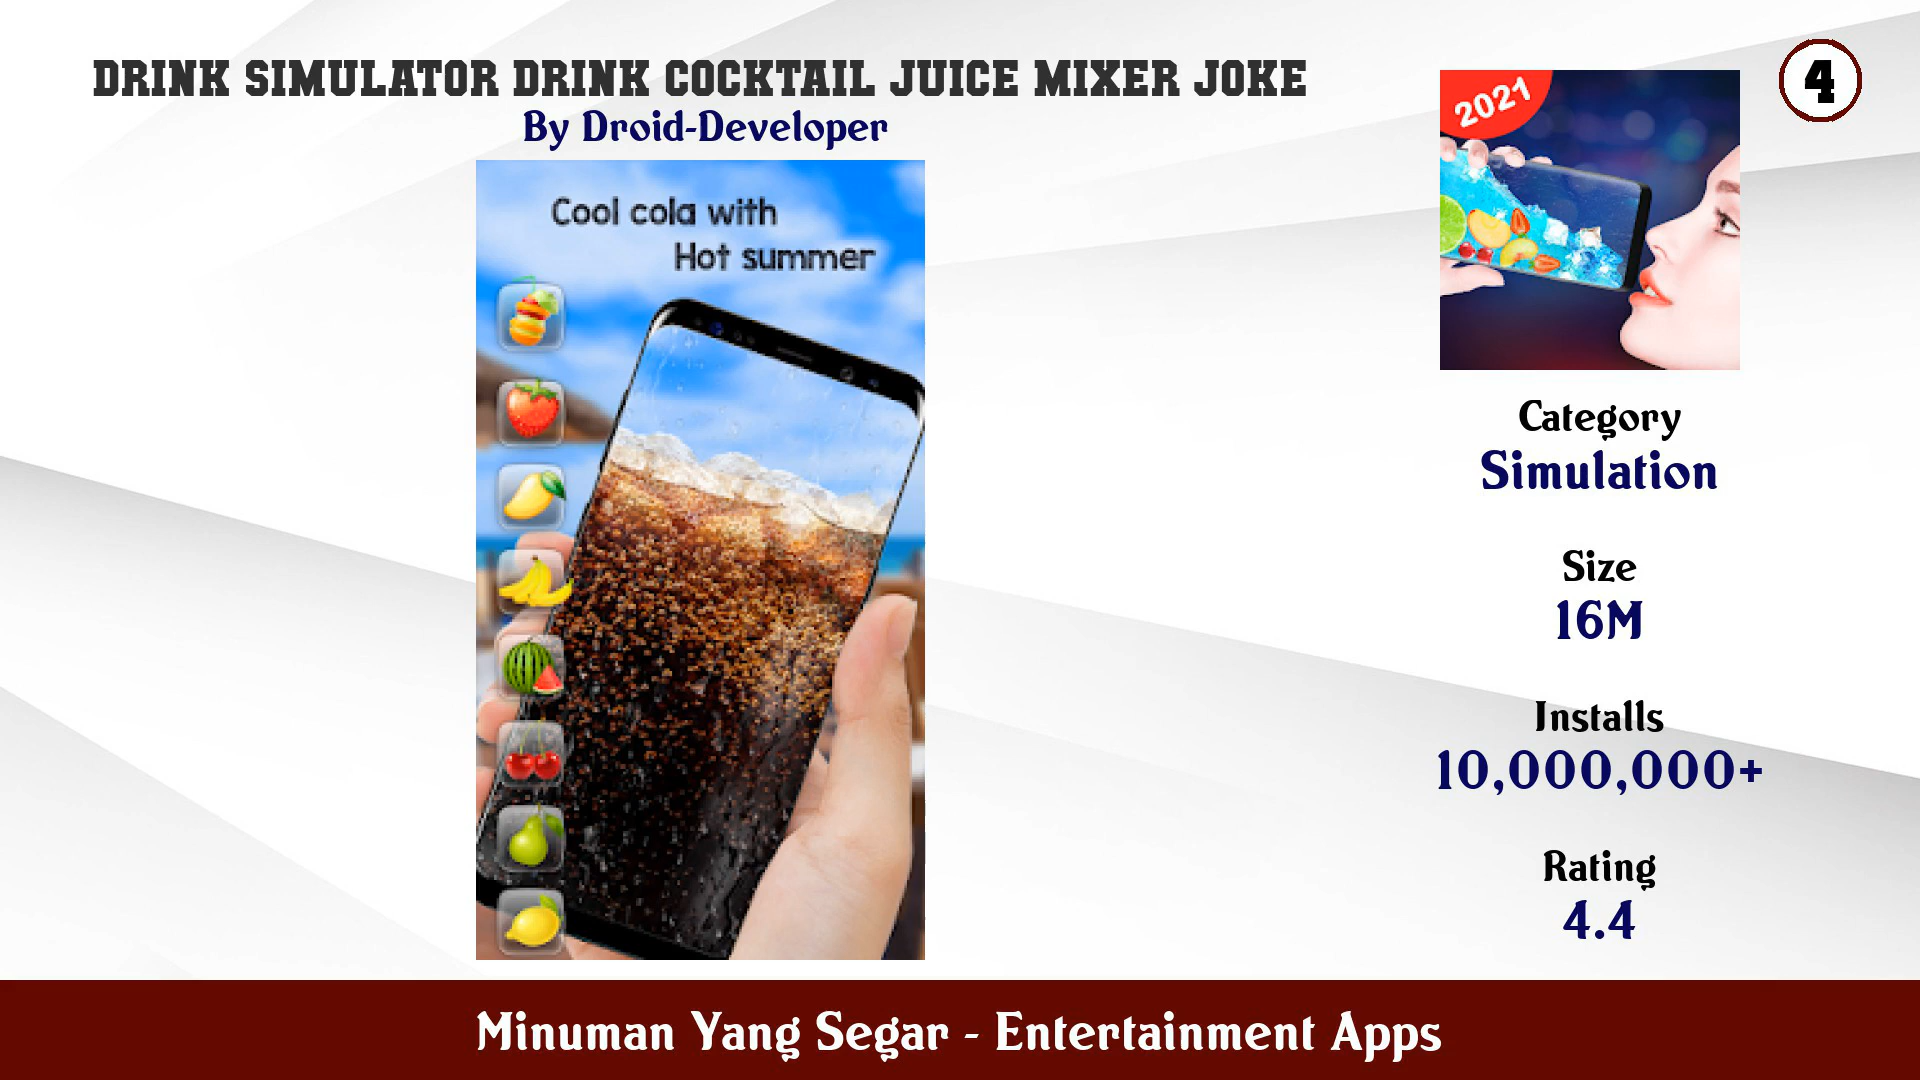 DRINK SIMULATOR DRINK COCKTAIL JUICE MIXER JOKE
By Droid-Developer
4
2021
Cool cola with
Hot summer
Category
Simulation
Size
16M
Installs
10,000,000+
Rating
4.4
Minuman Yang Segar - Entertainment Apps